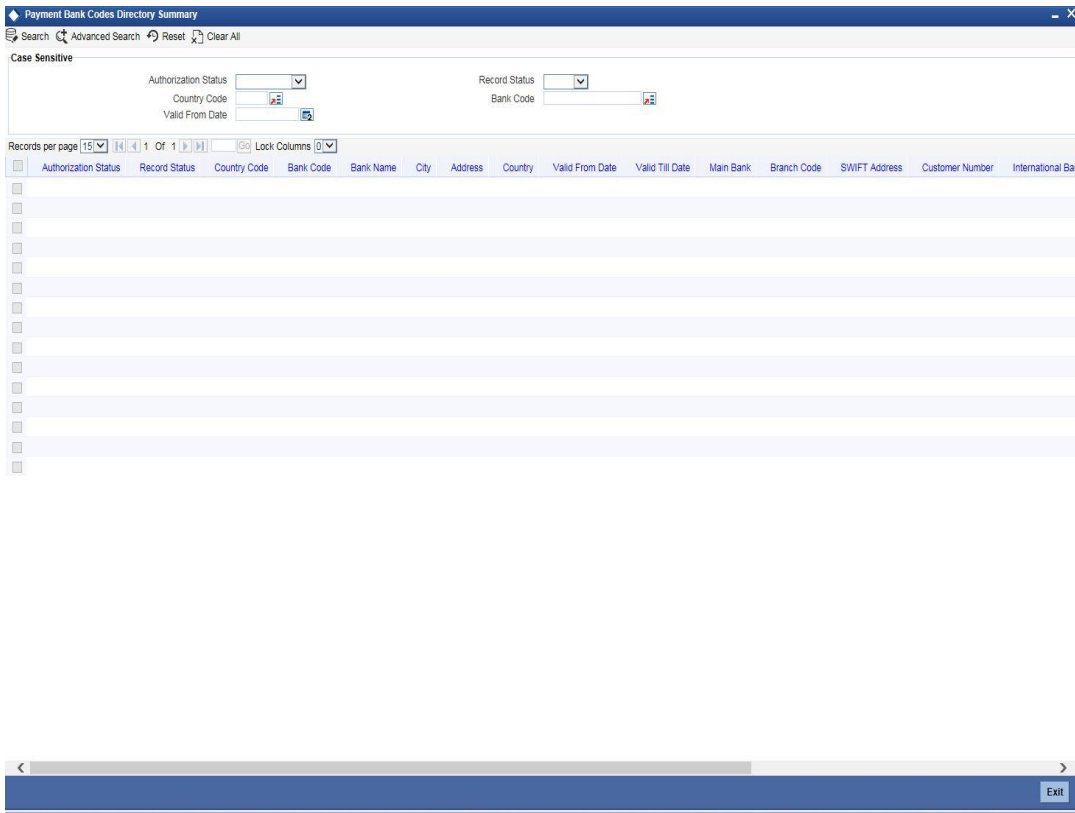 Payment Bank Codes Directory Summary
Search Advanced Search Reset Clear All
Case Sensitive
Authorization Status Record Status
Country Code Bank Code
Valid From Date
Records per page 15 1 Of 1 Go Lock Columns 0
Authorization Status Record Status Country Code Bank Code Bank Name City Address Country Valid From Date Valid Till Date Main Bank Branch Code SWIFT Address Customer Number International Ba
Exit